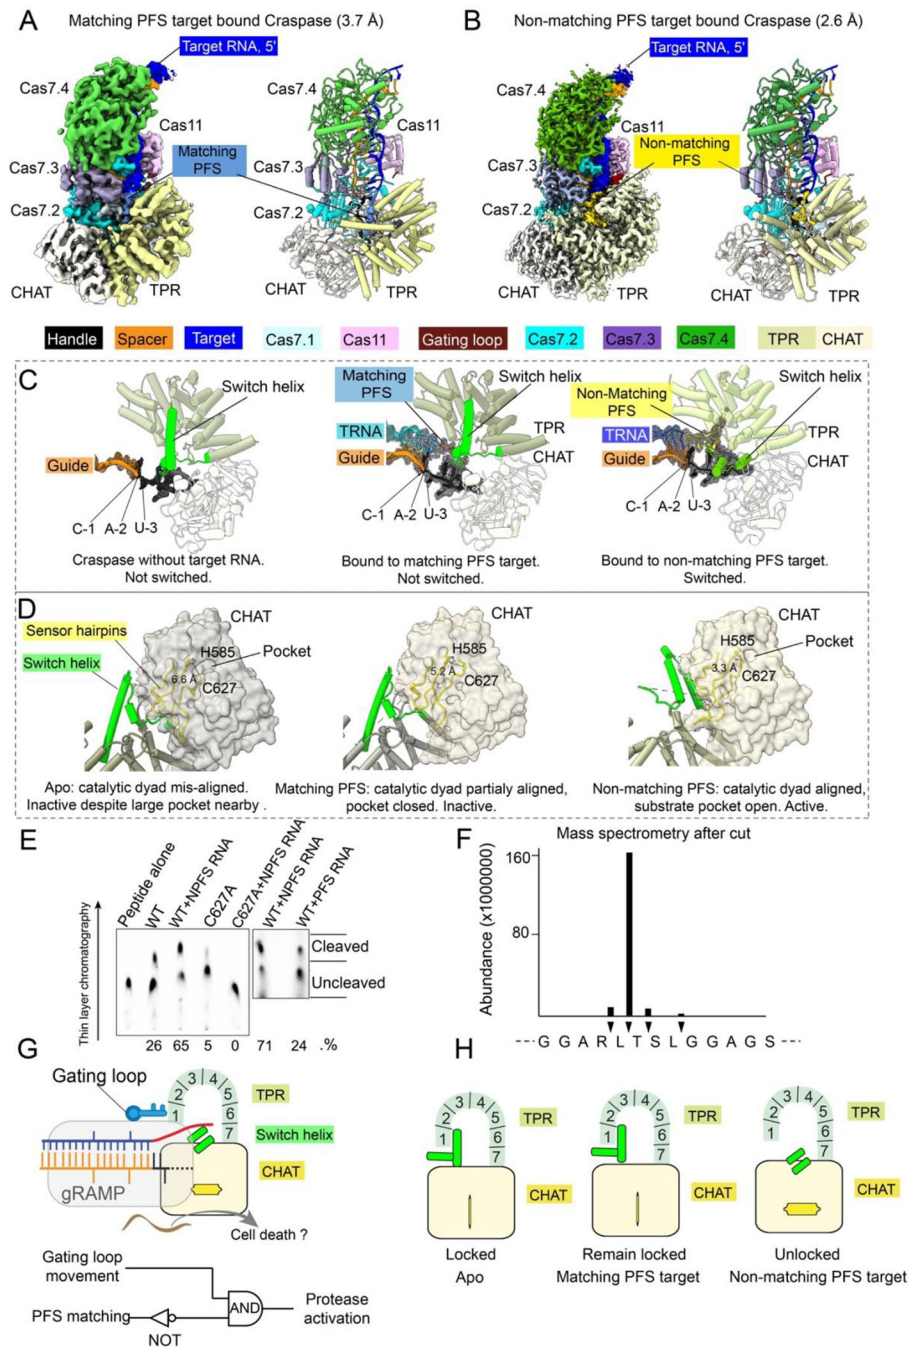 A
Matching PFS target bound Craspase (3.7 Å)
Target RNA, 5'
Cas7.4
Cas7.4
Cas11
Cas7.3
Matching
PFS
Cas7.3
Cas7.2
Cas7.2
CHAT
TPR
CHAT
TPR
B
Non-matching PFS target bound Craspase (2.6 Å)
Target RNA, 5'
Cas7.4
Cas11
Cas7.3
Non-matching
PFS
Cas7.2
CHAT
TPR
CHAT
TPR
Handle
Spacer
Target
Cas7.1
Cas11
Gating loop
Cas7.2
Cas7.3
Cas7.4
TPR
CHAT
C
Switch helix
Guide
C-1
A-2
U-3
Craspase without target RNA.
Not switched.
Matching
PFS
Switch helix
TRNA
TPR
Guide
CHAT
C-1
A-2
U-3
Bound to matching PFS target.
Not switched.
Switch helix
Non-Matching
PFS
TRNA
TPR
Guide
CHAT
C-1
A-2
U-3
Bound to non-matching PFS target.
Switched.
D
CHAT
Sensor hairpins
H585
Pocket
Switch helix
6.6 Å
C627
Apo: catalytic dyad mis-aligned.
Inactive despite large pocket nearby .
CHAT
H585
5.2 Å
C627
Matching PFS: catalytic dyad partialy aligned,
pocket closed. Inactive.
CHAT
H585
Pocket
3.3 Å
C627
Non-matching PFS: catalytic dyad aligned,
substrate pocket open. Active.
E
Thin layer chromatography
Peptide alone
WT
WT+NPFS RNA
C627A
C627A+NPFS RNA
WT+NPFS RNA
WT+PFS RNA
Cleaved
Uncleaved
26 65 5 0 71 24 .%
F
Mass spectrometry after cut
Abundance (x1000000)
160
80
G G A R L T S L G G A G S
G
Gating loop
1 2 3 4 5 6 7
TPR
Switch helix
CHAT
gRAMP
Cell death ?
Gating loop
movement
PFS matching
NOT
AND
Protease
activation
H
1 2 3 4 5 6 7
TPR
CHAT
Locked
Apo
1 2 3 4 5 6 7
TPR
CHAT
Remain locked
Matching PFS target
1 2 3 4 5 6 7
TPR
CHAT
Unlocked
Non-matching PFS target